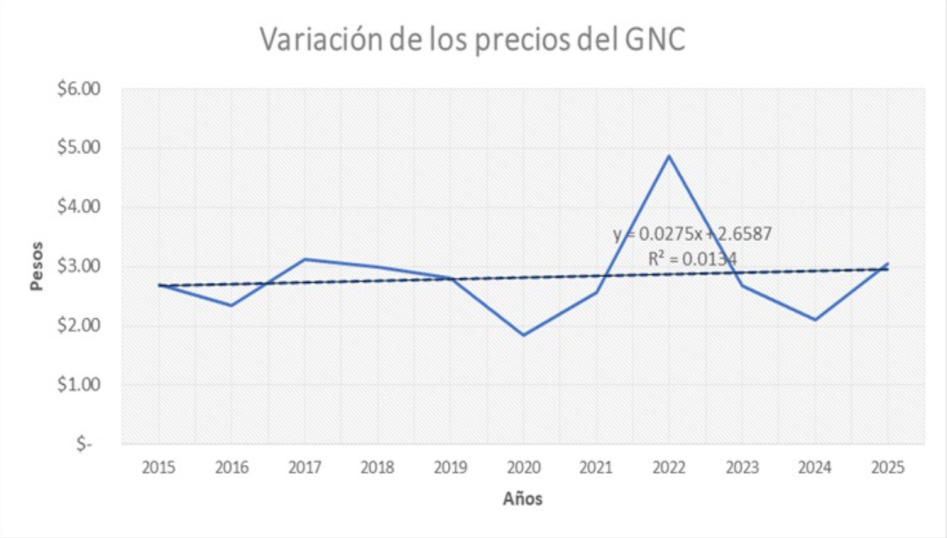 Variación de los precios del GNC
$6.00
$5.00
$4.00
$3.00
$2.00
$1.00
$-
Pesos
y = 0.0275x + 2.6587
R² = 0.0134
2015 2016 2017 2018 2019 2020 2021 2022 2023 2024 2025
Años